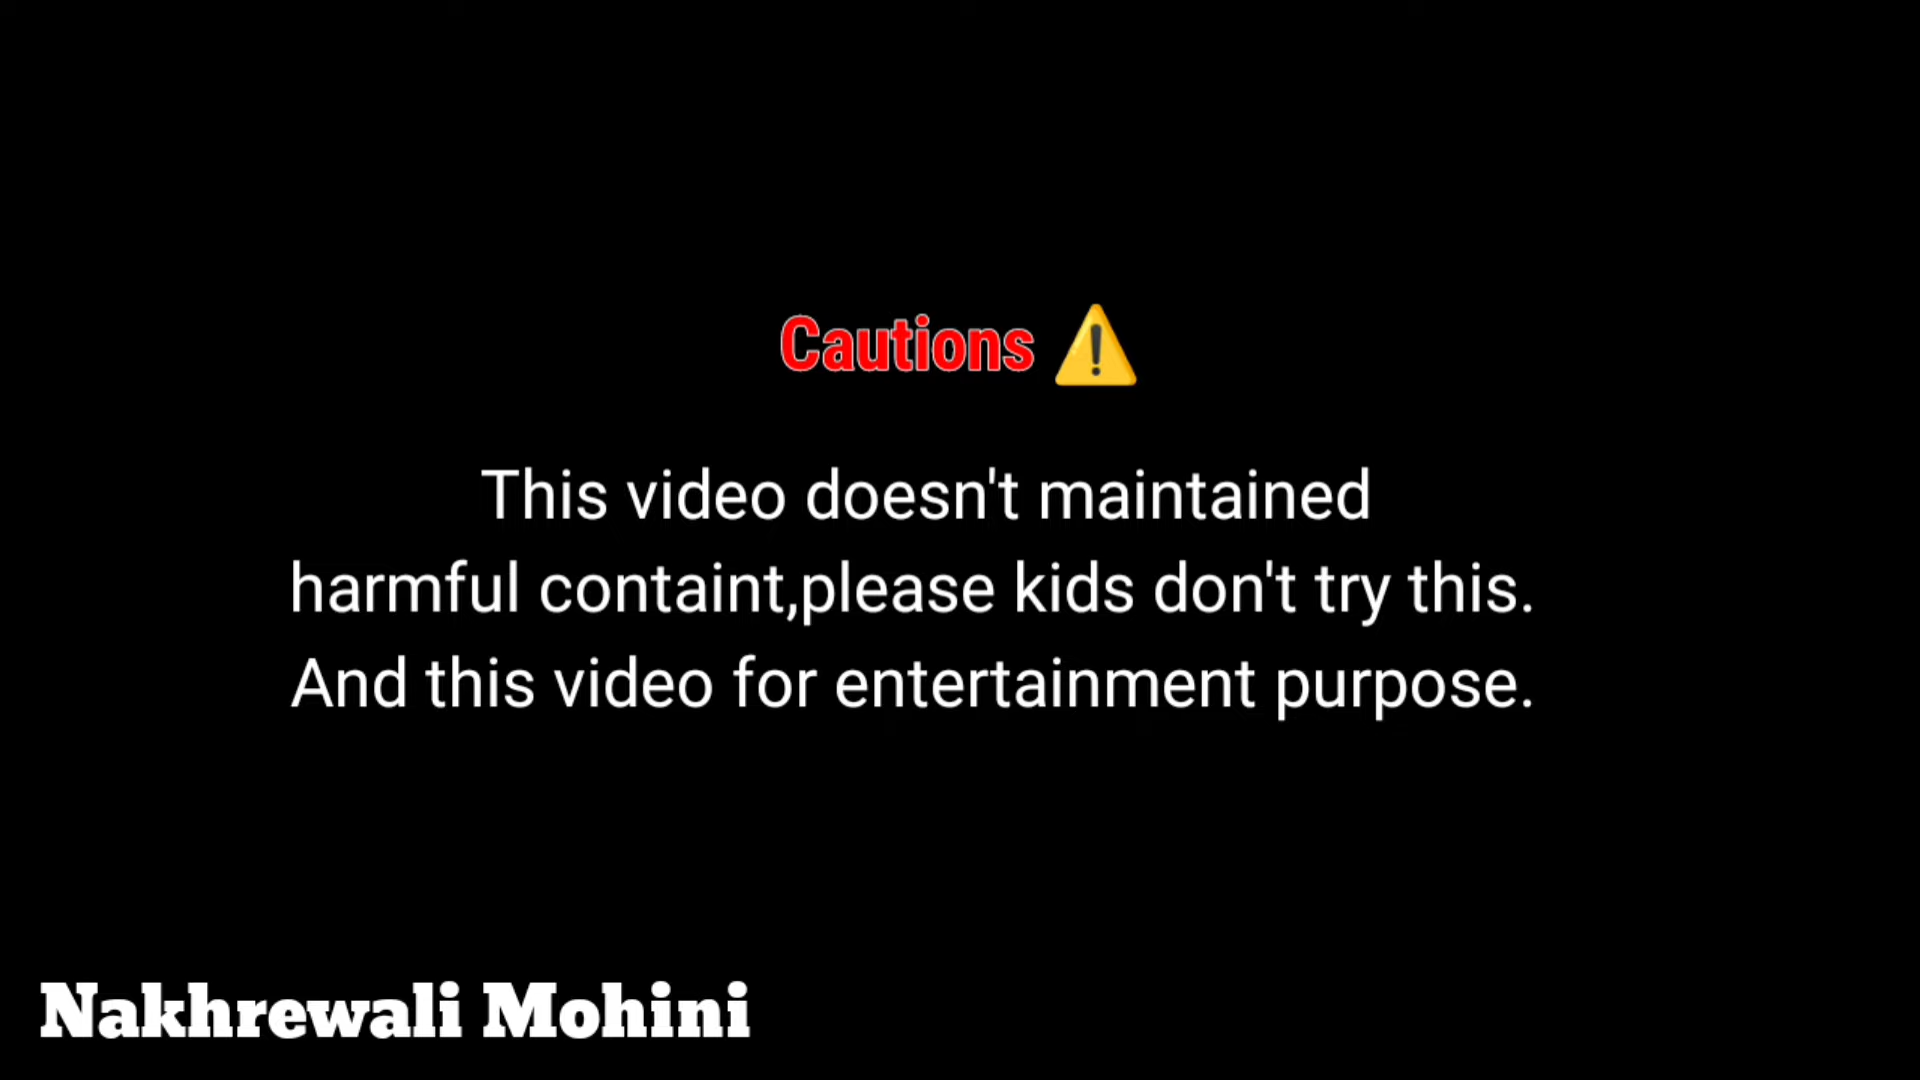 Cautions ⚠️
This video doesn't maintained
harmful containt,please kids don't try this.
And this video for entertainment purpose.
Nakhrewali Mohini